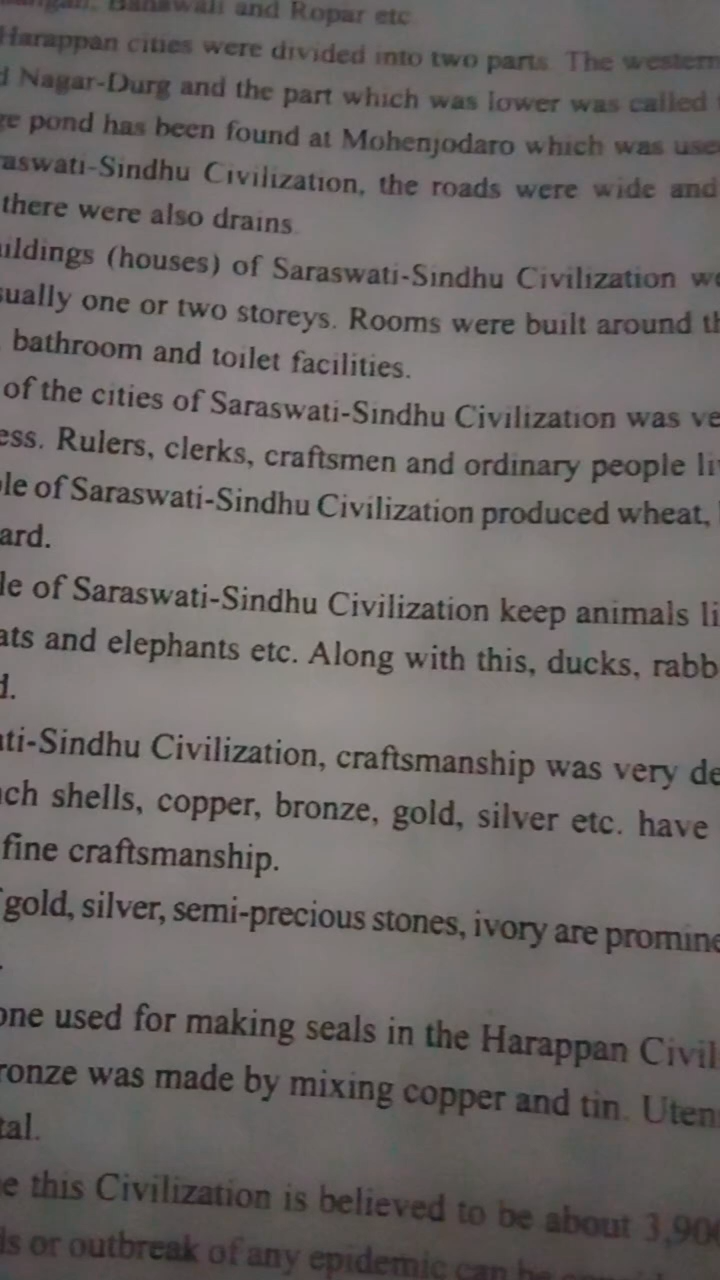 Banawali and Ropar etc
Harappan cities were divided into two parts. The western
d Nagar-Durg and the part which was lower was called
ge pond has been found at Mohenjodaro which was use
raswati-Sindhu Civilization, the roads were wide and
there were also drains
uildings (houses) of Saraswati-Sindhu Civilization we
sually one or two storeys. Rooms were built around th
bathroom and toilet facilities.
of the cities of Saraswati-Sindhu Civilization was ve
ess. Rulers, clerks, craftsmen and ordinary people li
ple of Saraswati-Sindhu Civilization produced wheat,
ard.
le of Saraswati-Sindhu Civilization keep animals li
ats and elephants etc. Along with this, ducks, rabb
d.
ati-Sindhu Civilization, craftsmanship was very de
ch shells, copper, bronze, gold, silver etc. have
fine craftsmanship.
gold, silver, semi-precious stones, ivory are promine
one used for making seals in the Harappan Civil
ronze was made by mixing copper and tin. Uten
tal.
e this Civilization is believed to be about 3,90
ds or outbreak of any epidemic can be